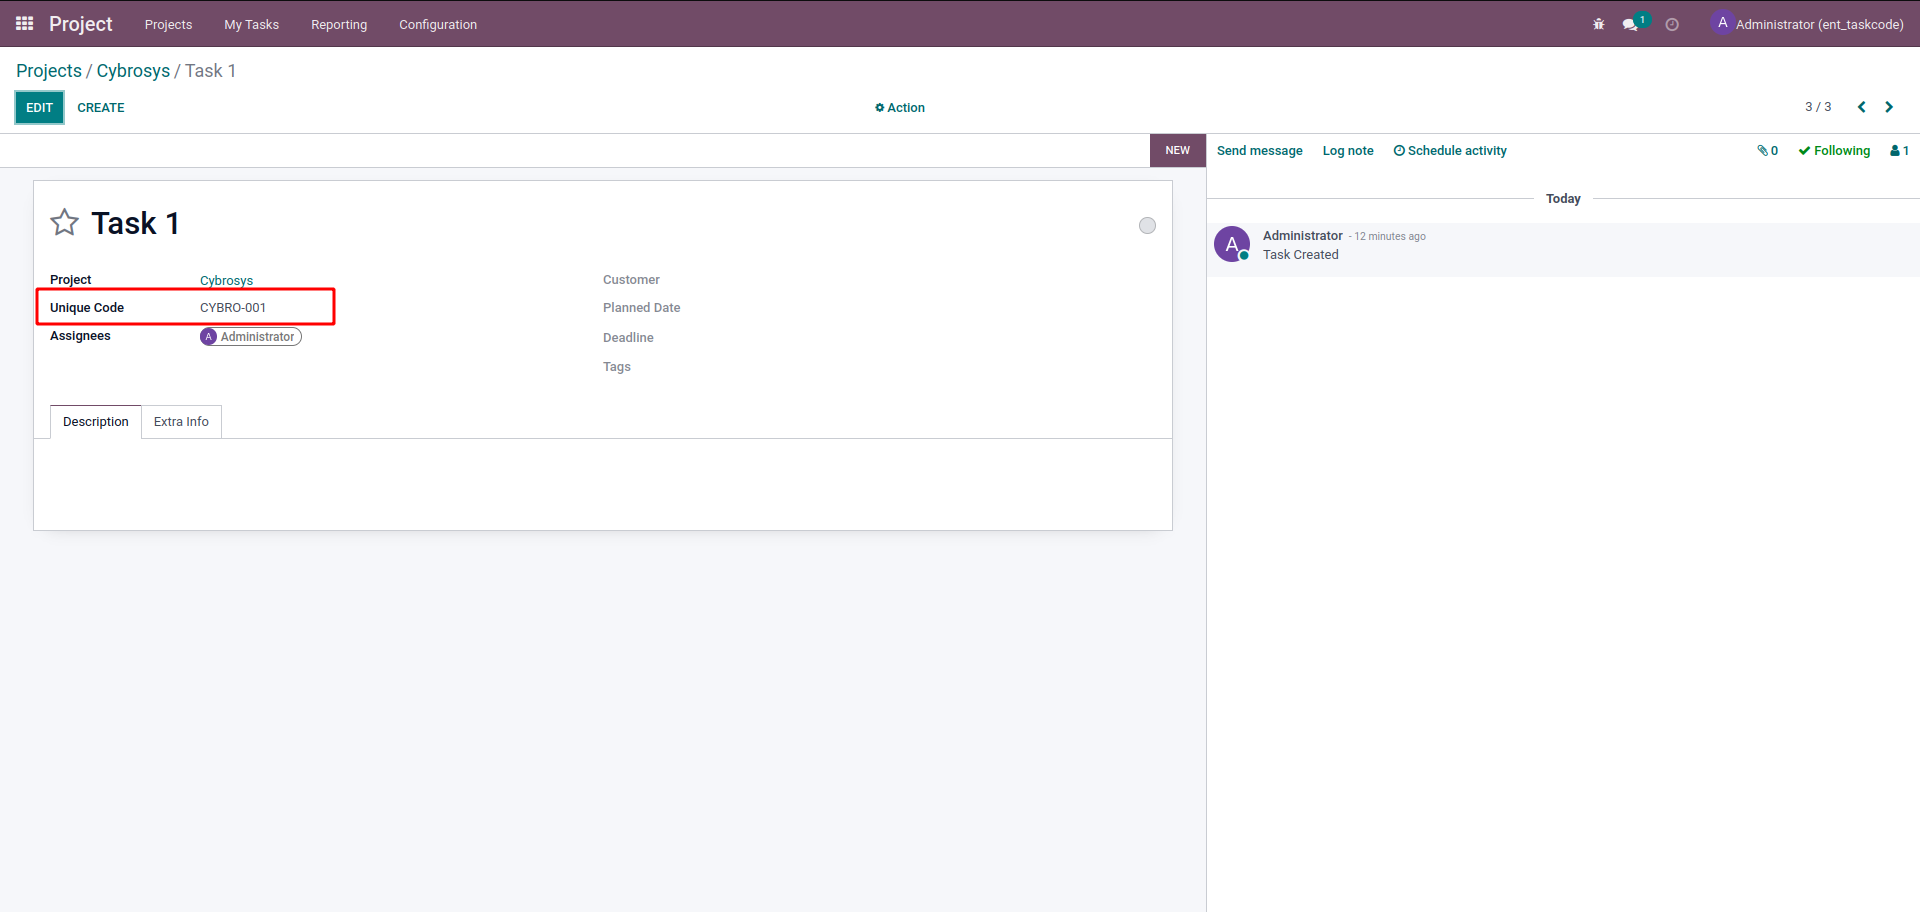 Project Projects My Tasks Reporting Configuration 1 A Administrator (ent_taskcode)
Projects / Cybrosys / Task 1
EDIT CREATE Action 3 / 3
NEW Send message Log note Schedule activity 0 Following 1
Today
Task 1
A Administrator - 12 minutes ago
Task Created
Project Cybrosys Customer
Unique Code CYBRO-001 Planned Date
Assignees A Administrator Deadline
Tags
Description Extra Info